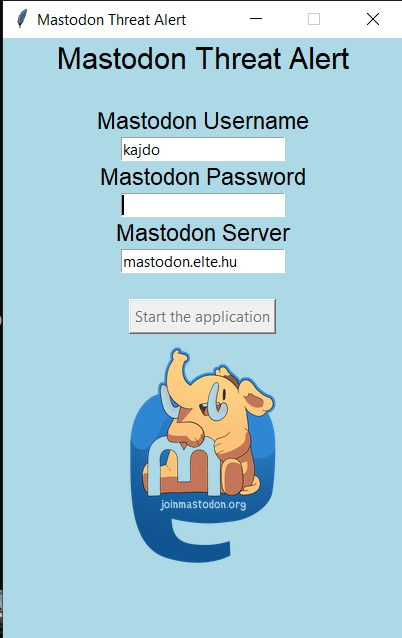 Mastodon Threat Alert
Mastodon Threat Alert
Mastodon Username
kajdo
Mastodon Password
Mastodon Server
mastodon.elte.hu
Start the application
joinmastodon.org